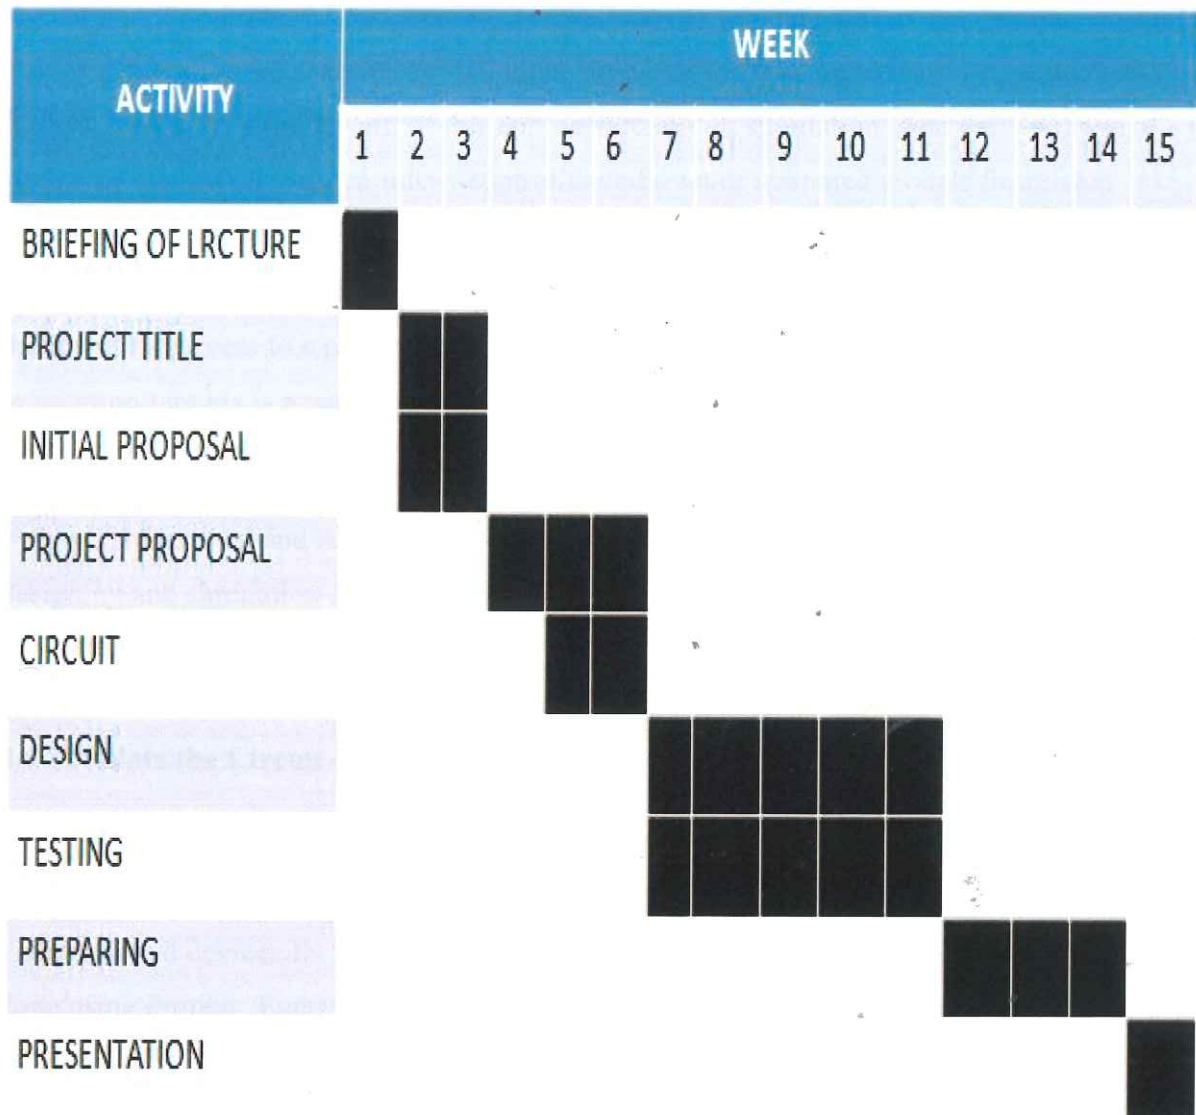 WEEK
ACTIVITY
1 2 3 4 5 6 7 8 9 10 11 12 13 14 15
BRIEFING OF LRCTURE
PROJECT TITLE
INITIAL PROPOSAL
PROJECT PROPOSAL
CIRCUIT
DESIGN
TESTING
PREPARING
PRESENTATION